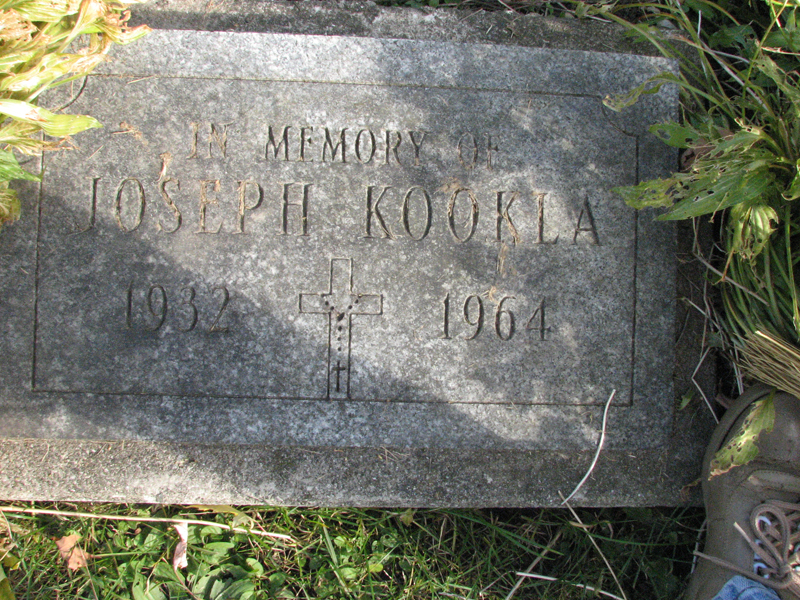 IN MEMORY OF
JOSEPH KOOKLA
1932 1964